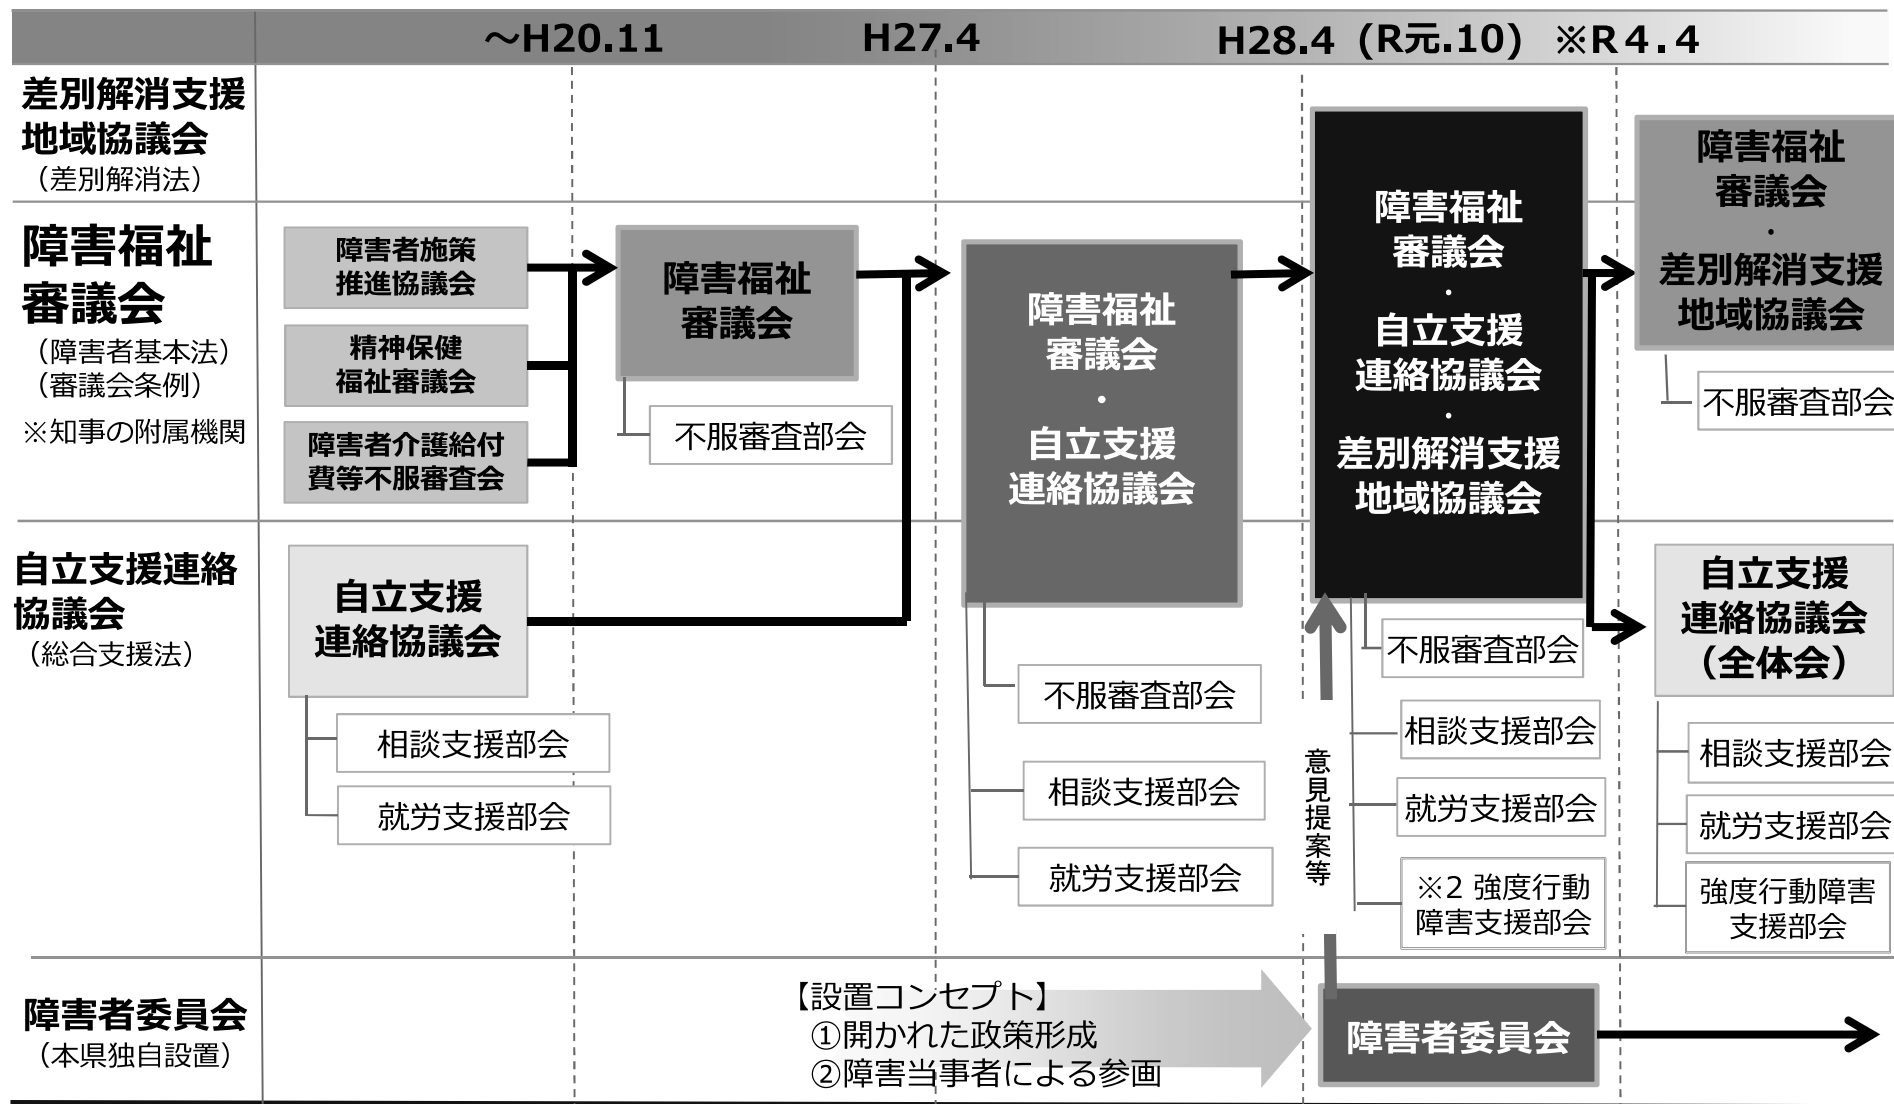 ～H20.11
H27.4
H28.4（R元.10）
※R４.４
差別解消支援
地域協議会
（差別解消法）
障害福祉
審議会
（障害者基本法）
（審議会条例）
※知事の附属機関
自立支援連絡
協議会
（総合支援法）
障害者委員会
（本県独自設置）
障害者施策
推進協議会
精神保健
福祉審議会
障害者介護給付
費等不服審査会
自立支援
連絡協議会
相談支援部会
就労支援部会
障害福祉
審議会
不服審査部会
障害福祉
審議会
・
自立支援
連絡協議会
不服審査部会
相談支援部会
就労支援部会
障害福祉
審議会
・
自立支援
連絡協議会
・
差別解消支援
地域協議会
不服審査部会
相談支援部会
就労支援部会
※2 強度行動
障害支援部会
意見提案等
障害福祉
審議会
・
差別解消支援
地域協議会
不服審査部会
自立支援
連絡協議会
（全体会）
相談支援部会
就労支援部会
強度行動障害
支援部会
【設置コンセプト】
①開かれた政策形成
②障害当事者による参画
障害者委員会